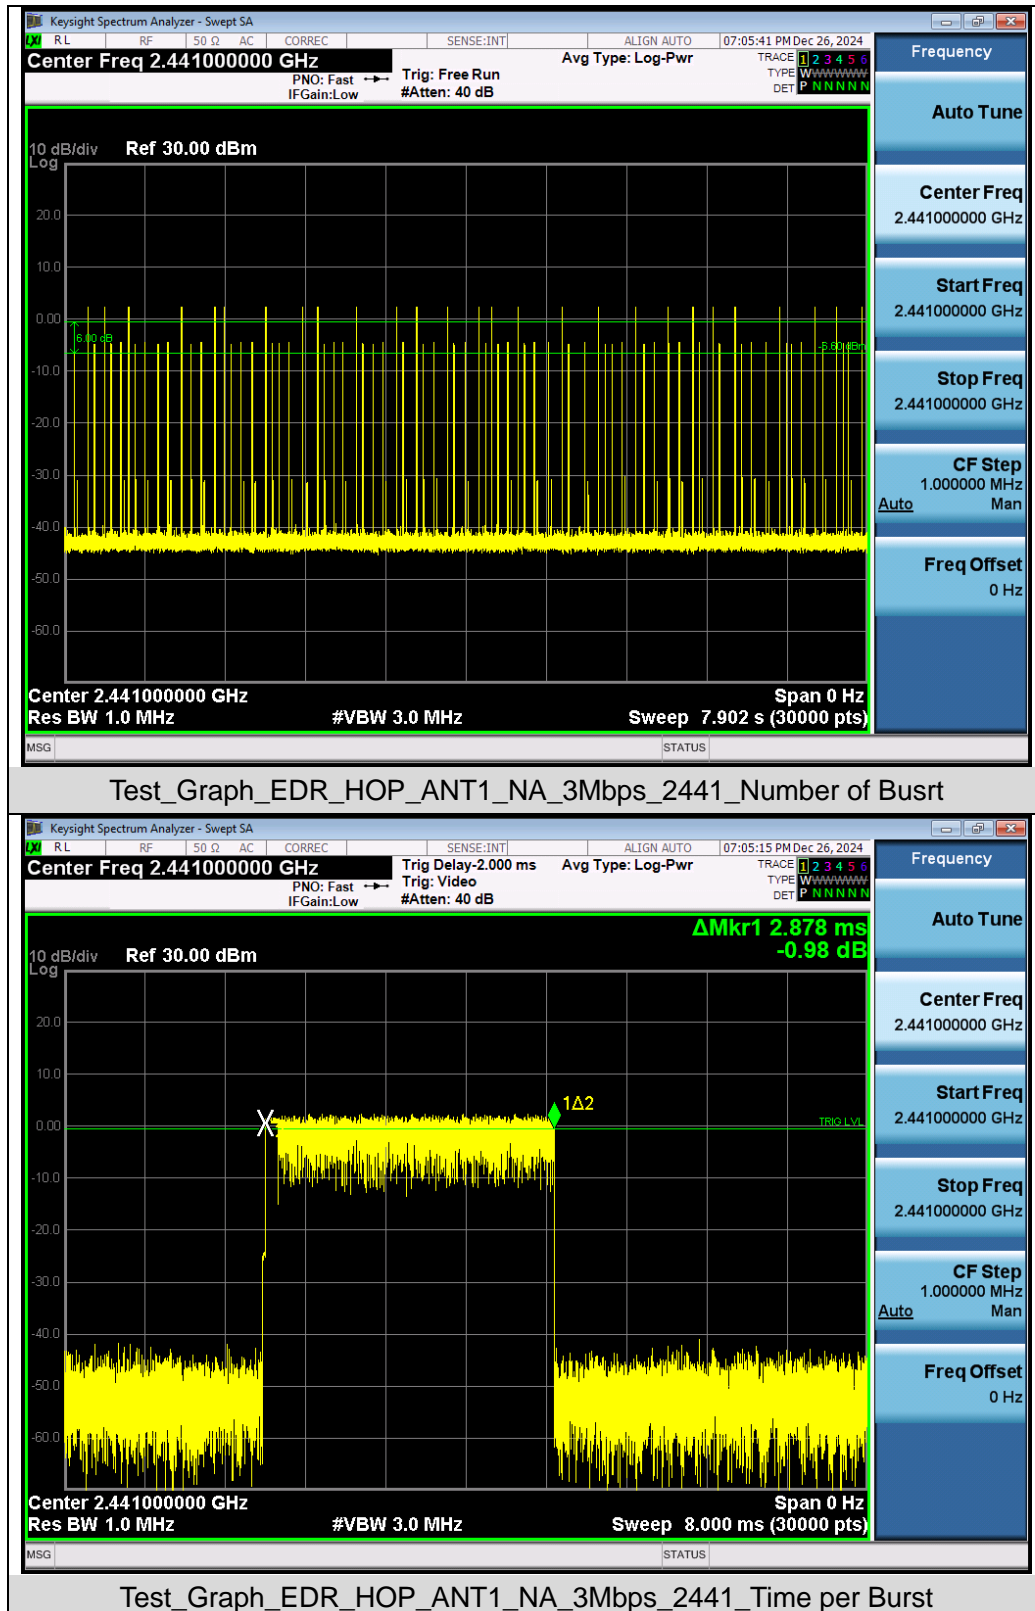 Keysight Spectrum Analyzer - Swept SA
LXI RL RF 50 Ω AC CORREC SENSE:INT ALIGN AUTO 07:05:41 PM Dec 26, 2024
Center Freq 2.441000000 GHz
PNO: Fast
IFGain:Low
Trig: Free Run
#Atten: 40 dB
Avg Type: Log-Pwr
TRACE 1 2 3 4 5 6
TYPE WWWWWW
DET P N N N N N
10 dB/div Ref 30.00 dBm
Log
20.0
10.0
0.00
6.00 dB
-6.60 dBm
-10.0
-20.0
-30.0
-40.0
-50.0
-60.0
Center 2.441000000 GHz Span 0 Hz
Res BW 1.0 MHz #VBW 3.0 MHz Sweep 7.902 s (30000 pts)
MSG STATUS
Frequency
Auto Tune
Center Freq
2.441000000 GHz
Start Freq
2.441000000 GHz
Stop Freq
2.441000000 GHz
CF Step
1.000000 MHz
Auto Man
Freq Offset
0 Hz
Test_Graph_EDR_HOP_ANT1_NA_3Mbps_2441_Number of Busrt
Keysight Spectrum Analyzer - Swept SA
LXI RL RF 50 Ω AC CORREC SENSE:INT ALIGN AUTO 07:05:15 PM Dec 26, 2024
Center Freq 2.441000000 GHz
PNO: Fast
IFGain:Low
Trig Delay-2.000 ms
Trig: Video
#Atten: 40 dB
Avg Type: Log-Pwr
TRACE 1 2 3 4 5 6
TYPE WWWWWW
DET P N N N N N
ΔMkr1 2.878 ms
-0.98 dB
10 dB/div Ref 30.00 dBm
Log
20.0
10.0
0.00
1Δ2
TRIG LVL
-10.0
-20.0
-30.0
-40.0
-50.0
-60.0
Center 2.441000000 GHz Span 0 Hz
Res BW 1.0 MHz #VBW 3.0 MHz Sweep 8.000 ms (30000 pts)
MSG STATUS
Frequency
Auto Tune
Center Freq
2.441000000 GHz
Start Freq
2.441000000 GHz
Stop Freq
2.441000000 GHz
CF Step
1.000000 MHz
Auto Man
Freq Offset
0 Hz
Test_Graph_EDR_HOP_ANT1_NA_3Mbps_2441_Time per Burst